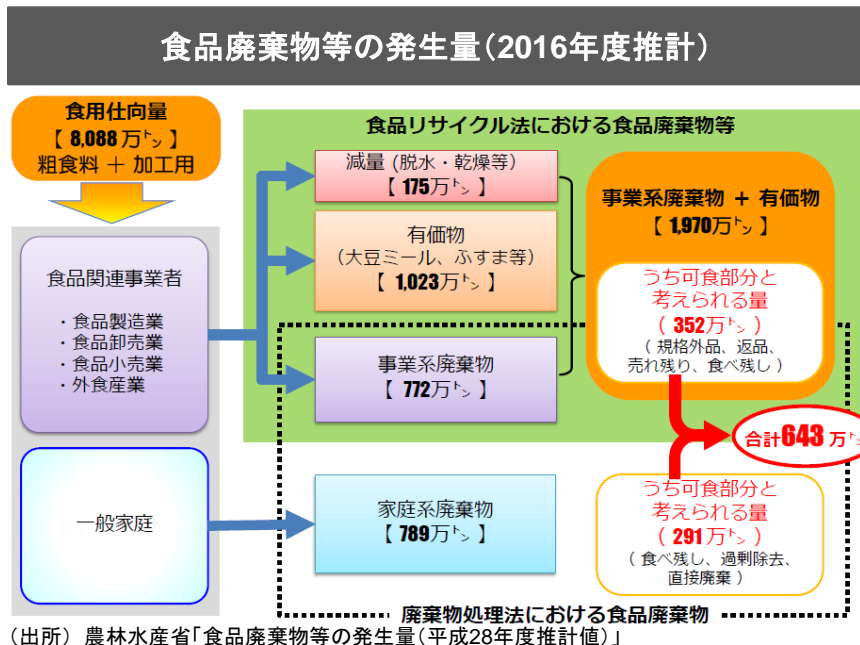 食品廃棄物等の発生量(2016年度推計)
食用仕向量
【 8,088 万㌧ 】
粗食料 + 加工用
食品リサイクル法における食品廃棄物等
減量 (脱水・乾燥等)
【 175万㌧ 】
有価物
(大豆ミール、ふすま等)
【 1,023万㌧ 】
事業系廃棄物
【 772万㌧ 】
事業系廃棄物 + 有価物
【 1,970万㌧ 】
うち可食部分と
考えられる量
( 352万㌧ )
( 規格外品、返品、
売れ残り、食べ残し )
食品関連事業者
・食品製造業
・食品卸売業
・食品小売業
・外食産業
合計643 万㌧
一般家庭
家庭系廃棄物
【 789万㌧ 】
うち可食部分と
考えられる量
( 291万㌧ )
( 食べ残し、過剰除去、
直接廃棄 )
廃棄物処理法における食品廃棄物
(出所) 農林水産省「食品廃棄物等の発生量(平成28年度推計値)」